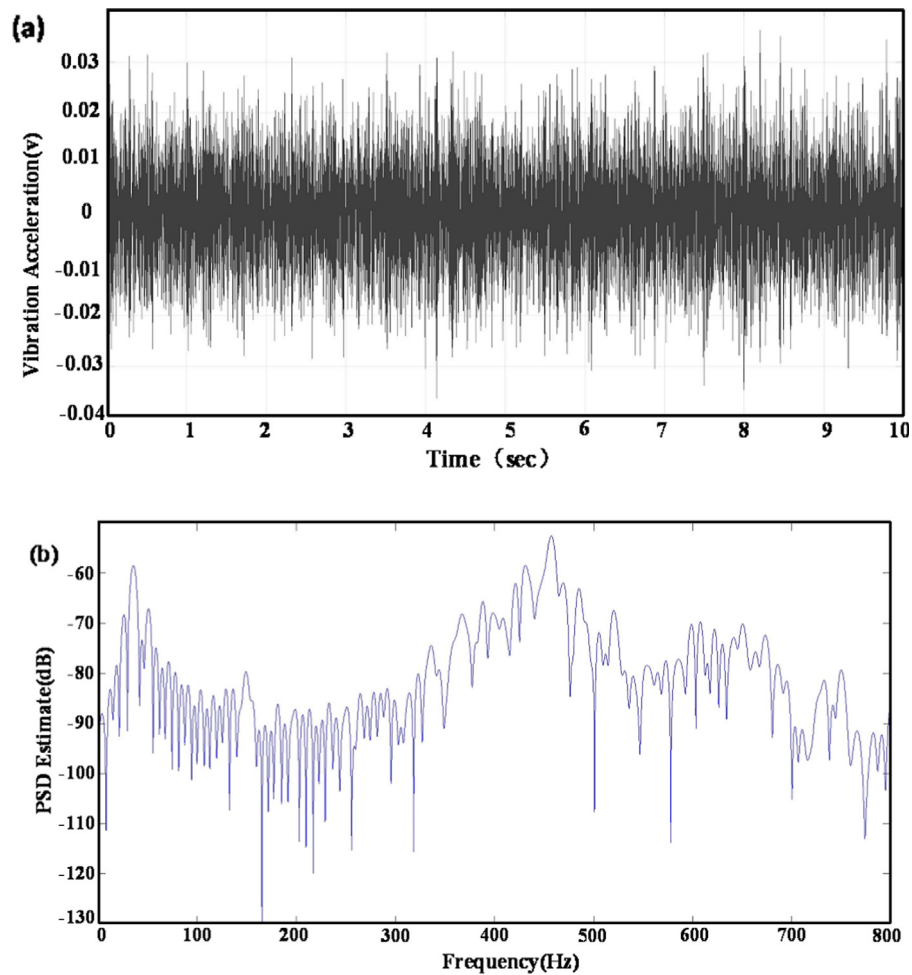 (a)
Vibration Acceleration(v)
0.03
0.02
0.01
0
-0.01
-0.02
-0.03
-0.04
0 1 2 3 4 5 6 7 8 9 10
Time（sec）
(b)
PSD Estimate(dB)
-60
-70
-80
-90
-100
-110
-120
-130
0 100 200 300 400 500 600 700 800
Frequency(Hz)